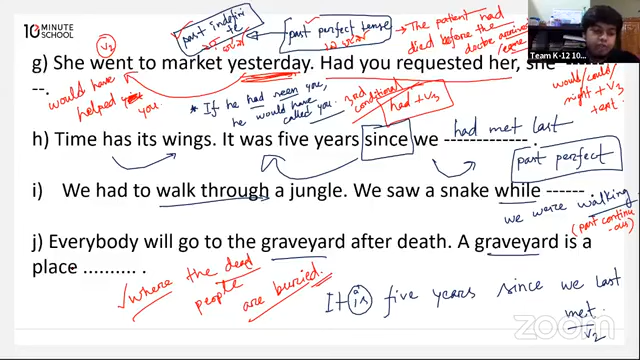 10 MINUTE SCHOOL
past indefinite
past perfect tense
→ The patient had died before the doctor
Team K-12 10
v2
g) She went to market yesterday. Had you requested her, she
--.
would have helped you.
* If he had seen you, he would have called you.
3rd conditional
had + v3
would/could/might + v3 + ext
h) Time has its wings. It was five years since we -------------
had met last
past perfect
i) We had to walk through a jungle. We saw a snake while ------
we were walking
(past continuous)
j) Everybody will go to the graveyard after death. A graveyard is a
place .......... .
where the dead people are buried.
It is five years since we last met.
v2
zoom